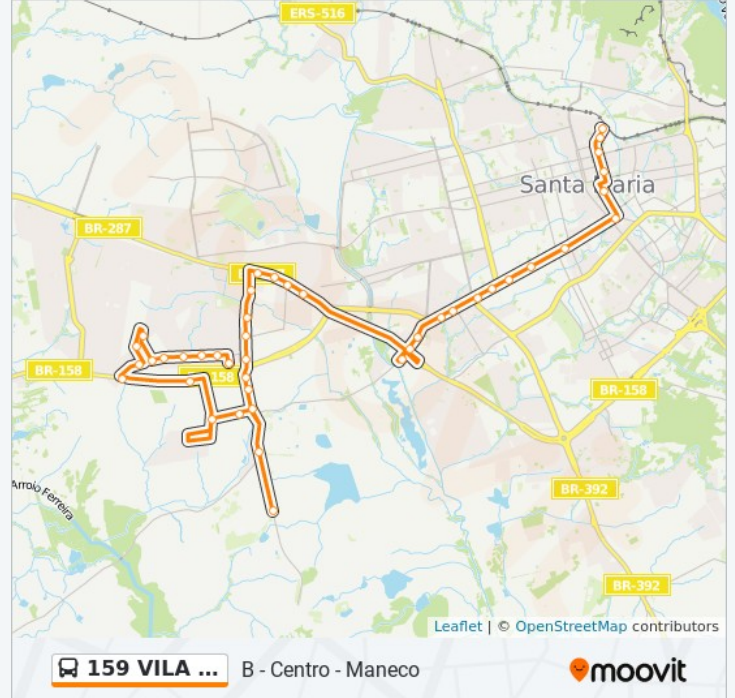 ERS-516
Santa Maria
BR-287
BR-158
158
BR-158
BR-392
Arroio Ferreira
BR-392
Leaflet | © OpenStreetMap contributors
159 VILA ...
B - Centro - Maneco
moovit